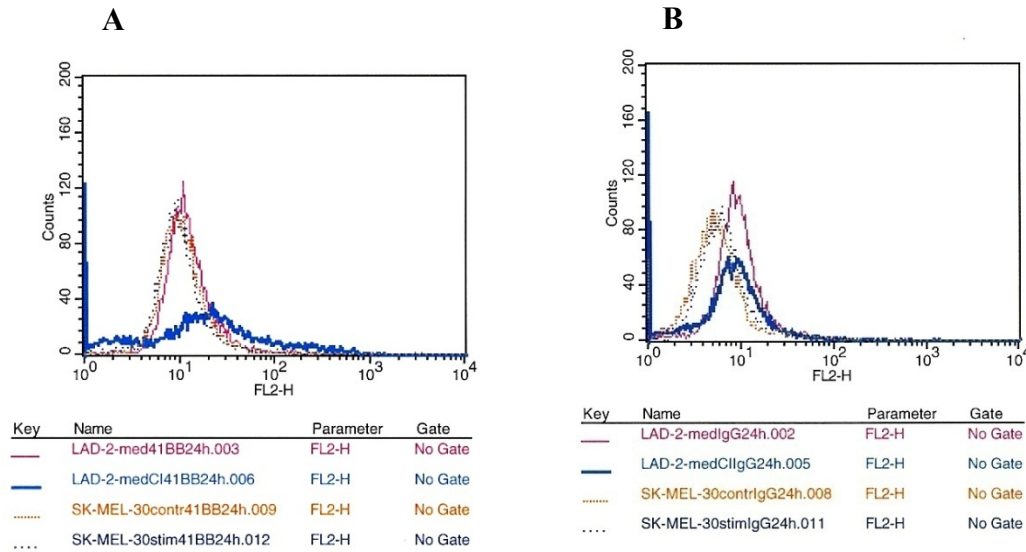 A
Counts
200
160
120
80
40
0
10^0 10^1 10^2 10^3 10^4
FL2-H
Key Name Parameter Gate
LAD-2-med41BB24h.003 FL2-H No Gate
LAD-2-medCI41BB24h.006 FL2-H No Gate
SK-MEL-30contr41BB24h.009 FL2-H No Gate
SK-MEL-30stim41BB24h.012 FL2-H No Gate
B
Counts
200
160
120
80
40
0
10^0 10^1 10^2 10^3 10^4
FL2-H
Key Name Parameter Gate
LAD-2-medIgG24h.002 FL2-H No Gate
LAD-2-medCIIgG24h.005 FL2-H No Gate
SK-MEL-30contrIgG24h.008 FL2-H No Gate
SK-MEL-30stimIgG24h.011 FL2-H No Gate